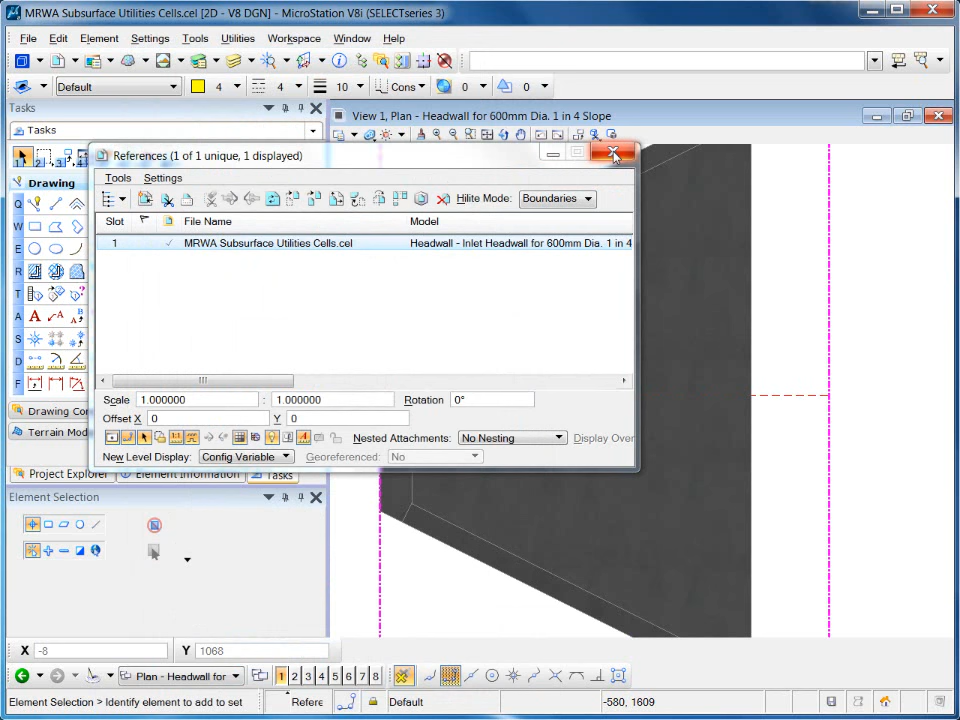 MRWA Subsurface Utilities Cells.cel [2D - V8 DGN] - MicroStation V8i (SELECTseries 3)
File Edit Element Settings Tools Utilities Workspace Window Help
Default 4 4 10 Cons 0 0
Tasks
View 1, Plan - Headwall for 600mm Dia. 1 in 4 Slope
Tasks
References (1 of 1 unique, 1 displayed)
Tools Settings
Drawing
Hilite Mode: Boundaries
Slot File Name Model
1 MRWA Subsurface Utilities Cells.cel Headwall - Inlet Headwall for 600mm Dia. 1 in 4
Q
W
E
R
T
A
S
D
F
Scale 1.000000 : 1.000000 Rotation 0°
Offset X 0 Y 0
Drawing Co
Terrain Mod
Nested Attachments: No Nesting Display Over
New Level Display: Config Variable Georeferenced: No
Project Explorer Element Information Tasks
Element Selection
X -8 Y 1068
Plan - Headwall for 1 2 3 4 5 6 7 8
Element Selection > Identify element to add to set Refere Default -580, 1609